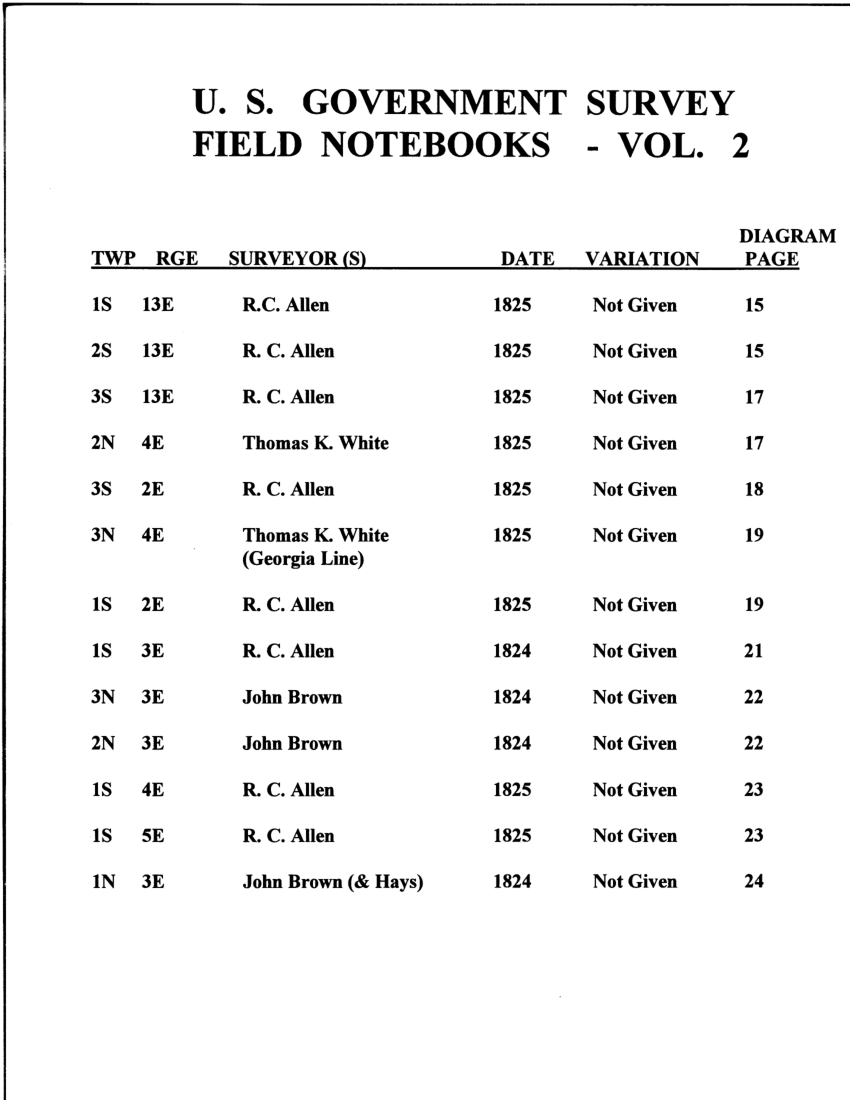 U. S. GOVERNMENT SURVEY
FIELD NOTEBOOKS - VOL. 2
DIAGRAM
TWP RGE SURVEYOR (S) DATE VARIATION PAGE
1S 13E R.C. Allen 1825 Not Given 15
2S 13E R. C. Allen 1825 Not Given 15
3S 13E R. C. Allen 1825 Not Given 17
2N 4E Thomas K. White 1825 Not Given 17
3S 2E R. C. Allen 1825 Not Given 18
3N 4E Thomas K. White 1825 Not Given 19
(Georgia Line)
1S 2E R. C. Allen 1825 Not Given 19
1S 3E R. C. Allen 1824 Not Given 21
3N 3E John Brown 1824 Not Given 22
2N 3E John Brown 1824 Not Given 22
1S 4E R. C. Allen 1825 Not Given 23
1S 5E R. C. Allen 1825 Not Given 23
1N 3E John Brown (& Hays) 1824 Not Given 24